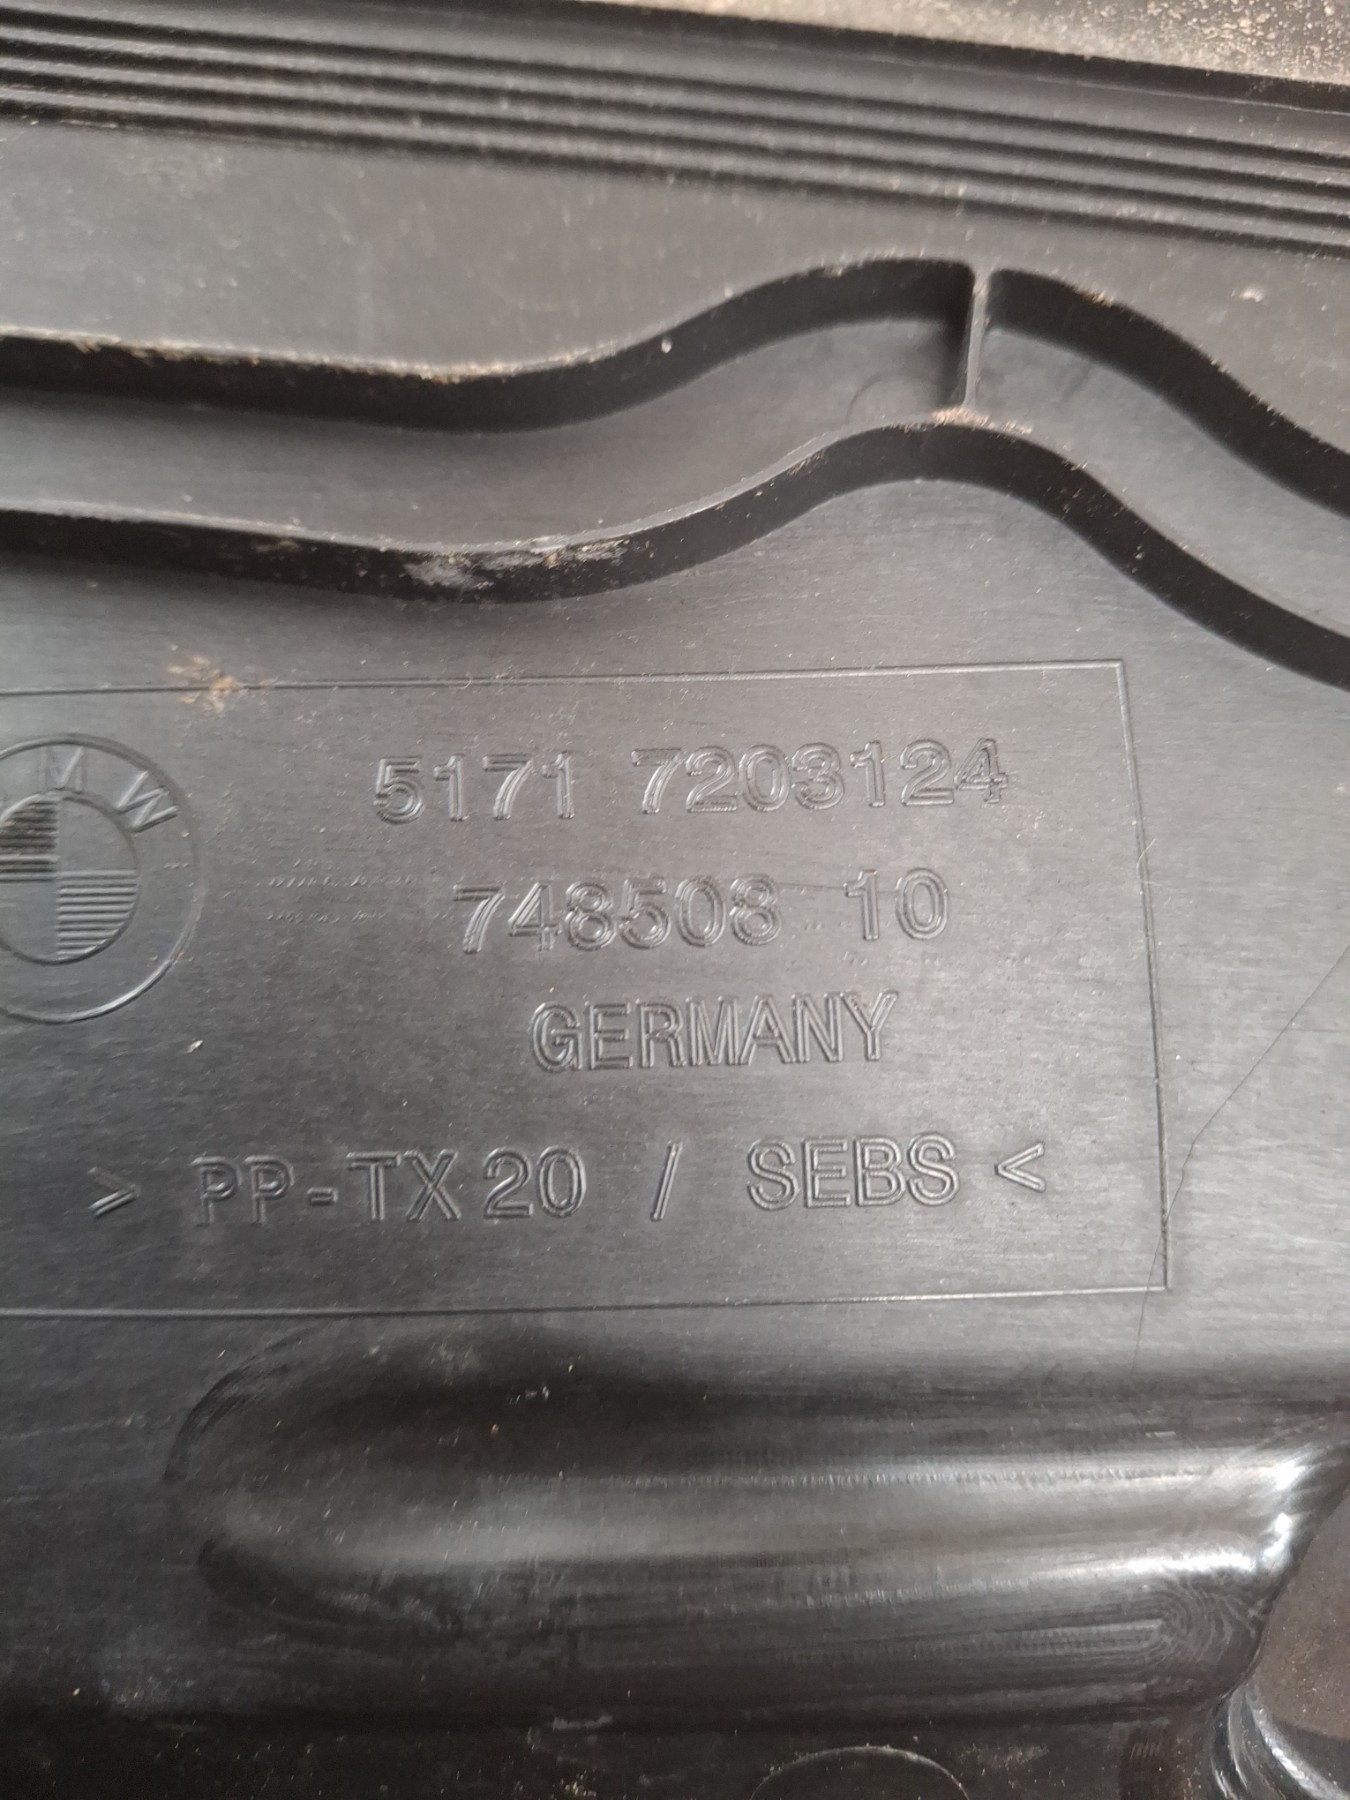 BMW
5171 7203124
748508 10
GERMANY
> PP-TX20 / SEBS <